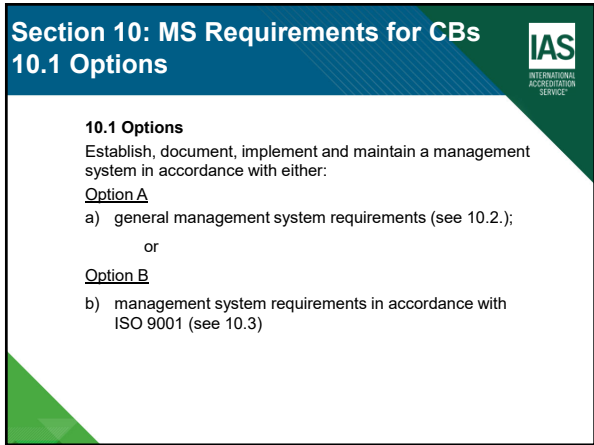 Section 10: MS Requirements for CBs
10.1 Options
IAS
INTERNATIONAL
ACCREDITATION
SERVICE®
10.1 Options
Establish, document, implement and maintain a management
system in accordance with either:
Option A
a) general management system requirements (see 10.2.);
or
Option B
b) management system requirements in accordance with
ISO 9001 (see 10.3)